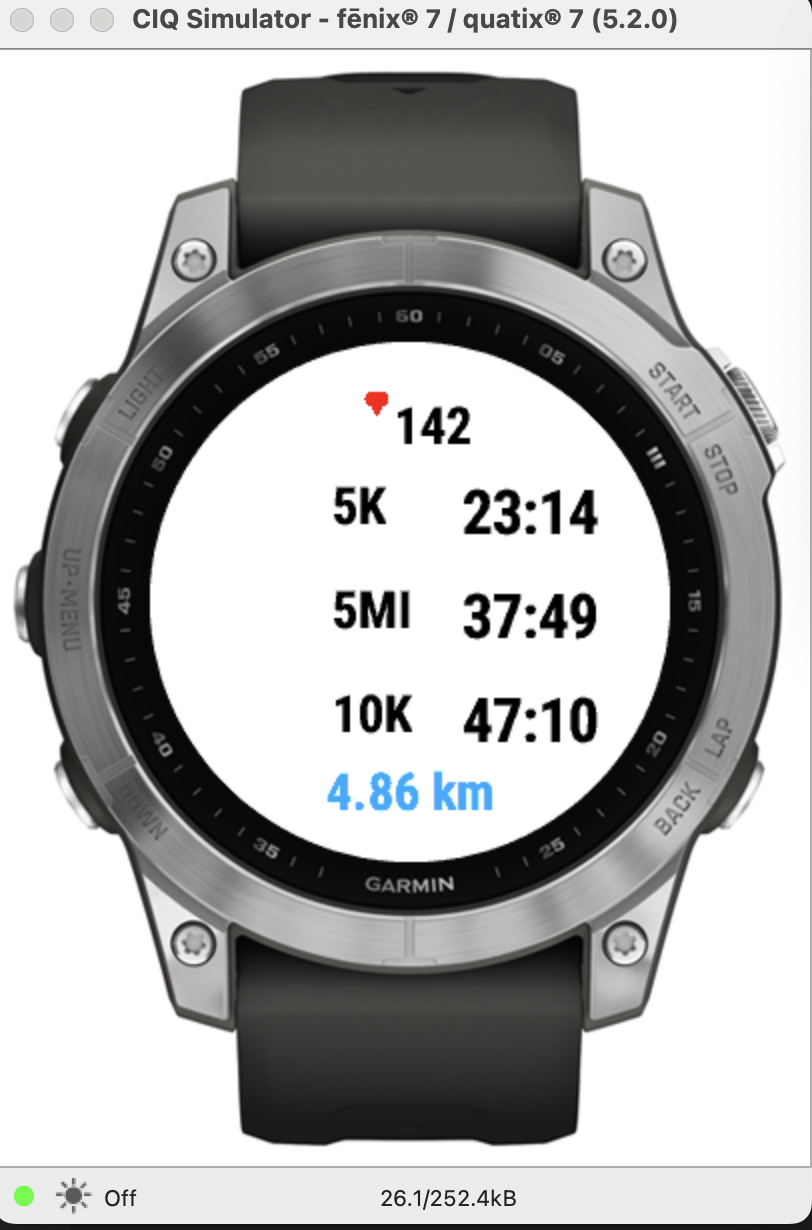 CIQ Simulator - fēnix® 7 / quatix® 7 (5.2.0)
60
55
05
LIGHT
START
STOP
50
142
5K 23:14
UP·MENU
45
15
5MI 37:49
10K 47:10
40
20
LAP
4.86 km
DOWN
BACK
35
25
GARMIN
Off
26.1/252.4kB